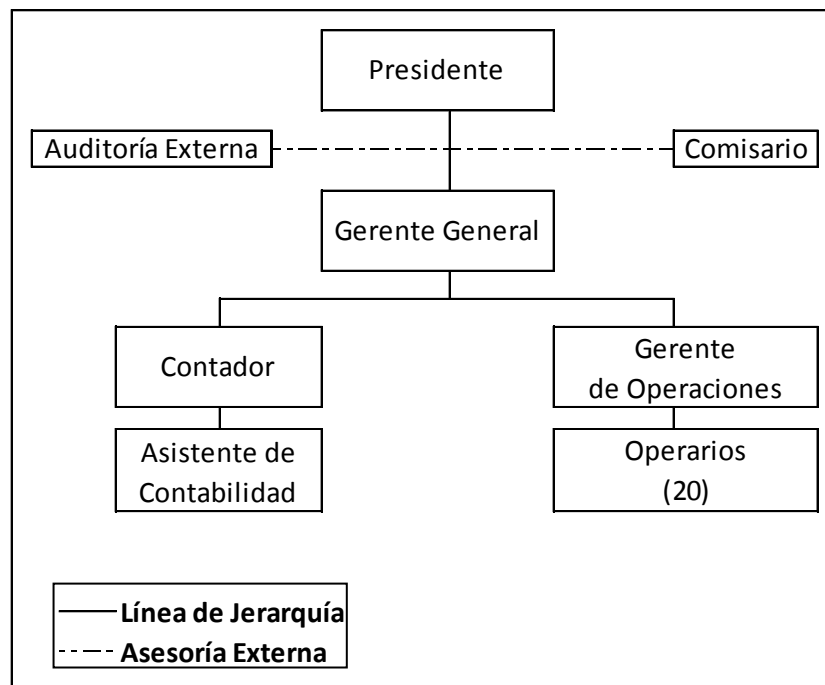 Presidente
Auditoría Externa
Comisario
Gerente General
Contador
Gerente
de Operaciones
Asistente de
Contabilidad
Operarios
(20)
Línea de Jerarquía
Asesoría Externa